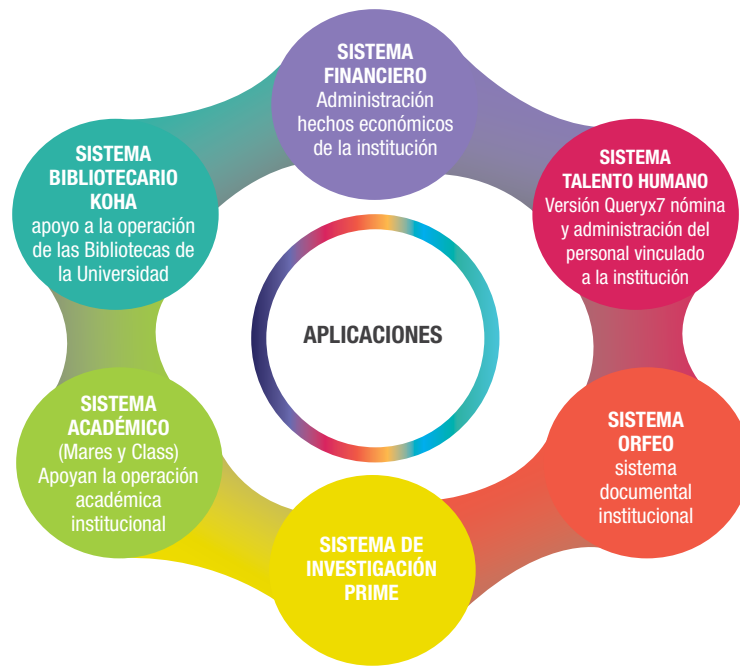 SISTEMA
FINANCIERO
Administración
hechos económicos
de la institución
SISTEMA
TALENTO HUMANO
Versión Queryx7 nómina
y administración del
personal vinculado
a la institución
SISTEMA
ORFEO
sistema
documental
institucional
SISTEMA DE
INVESTIGACIÓN
PRIME
SISTEMA
ACADÉMICO
(Mares y Class)
Apoyan la operación
académica
institucional
SISTEMA
BIBLIOTECARIO
KOHA
apoyo a la operación
de las Bibliotecas de
la Universidad
APLICACIONES